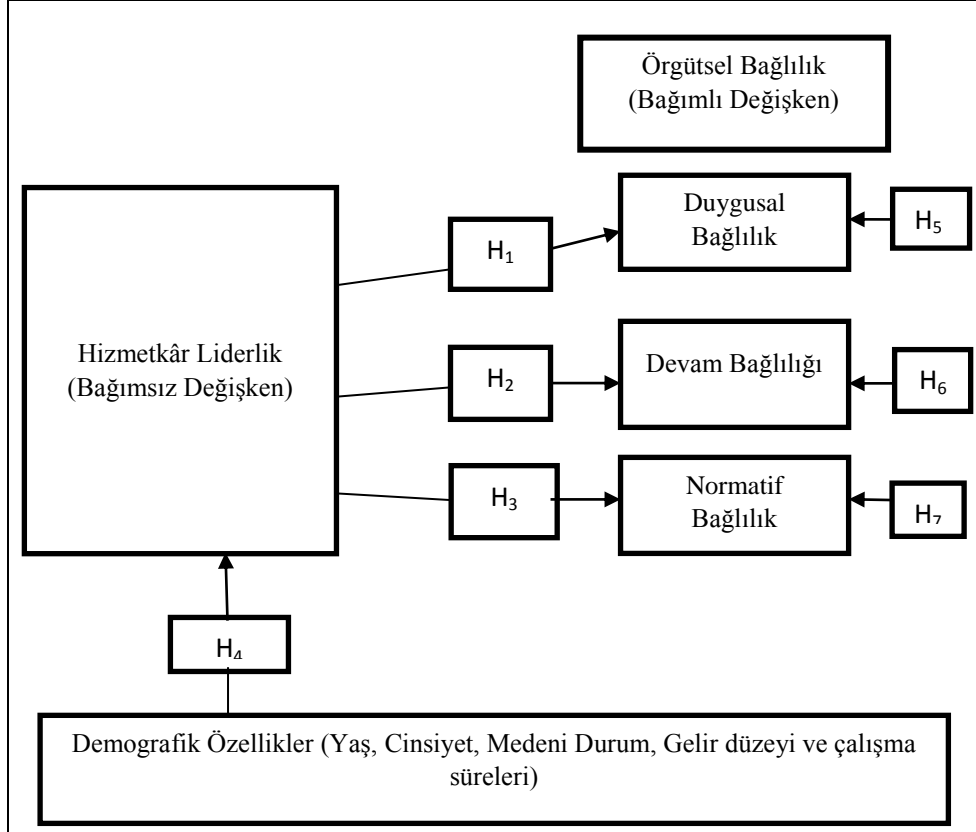 Örgütsel Bağlılık
(Bağımlı Değişken)
Duygusal
Bağlılık
H1
H5
Hizmetkâr Liderlik
(Bağımsız Değişken)
H2
Devam Bağlılığı
H6
H3
Normatif
Bağlılık
H7
H4
Demografik Özellikler (Yaş, Cinsiyet, Medeni Durum, Gelir düzeyi ve çalışma
süreleri)